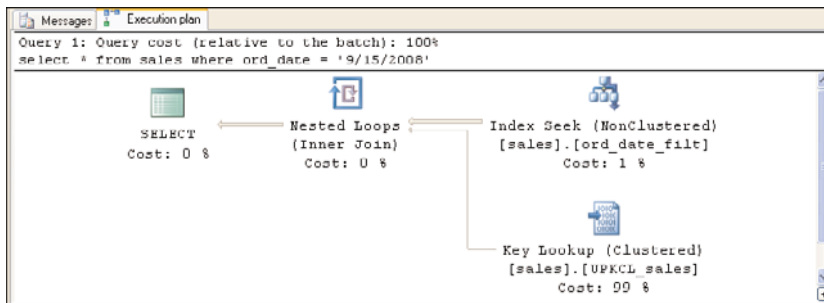 Messages Execution plan
Query 1: Query cost (relative to the batch): 100%
select * from sales where ord_date = '9/15/2008'
SELECT
Cost: 0 %
Nested Loops
(Inner Join)
Cost: 0 %
Index Seek (NonClustered)
[sales].[ord_date_filt]
Cost: 1 %
Key Lookup (Clustered)
[sales].[UPKCL_sales]
Cost: 99 %